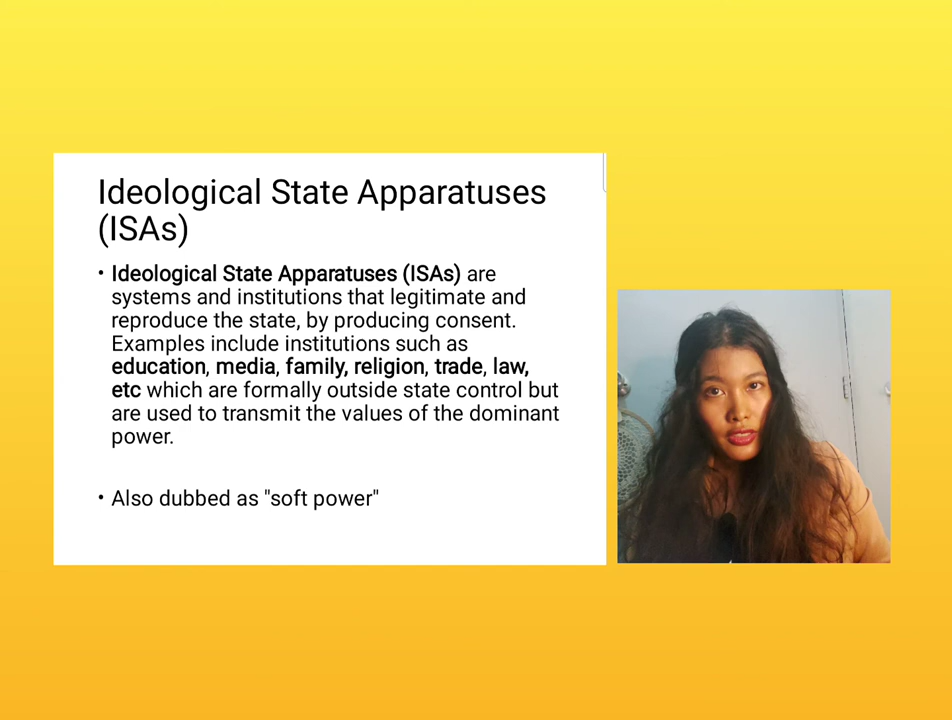 Ideological State Apparatuses
(ISAs)
• Ideological State Apparatuses (ISAs) are
systems and institutions that legitimate and
reproduce the state, by producing consent.
Examples include institutions such as
education, media, family, religion, trade, law,
etc which are formally outside state control but
are used to transmit the values of the dominant
power.
• Also dubbed as "soft power"